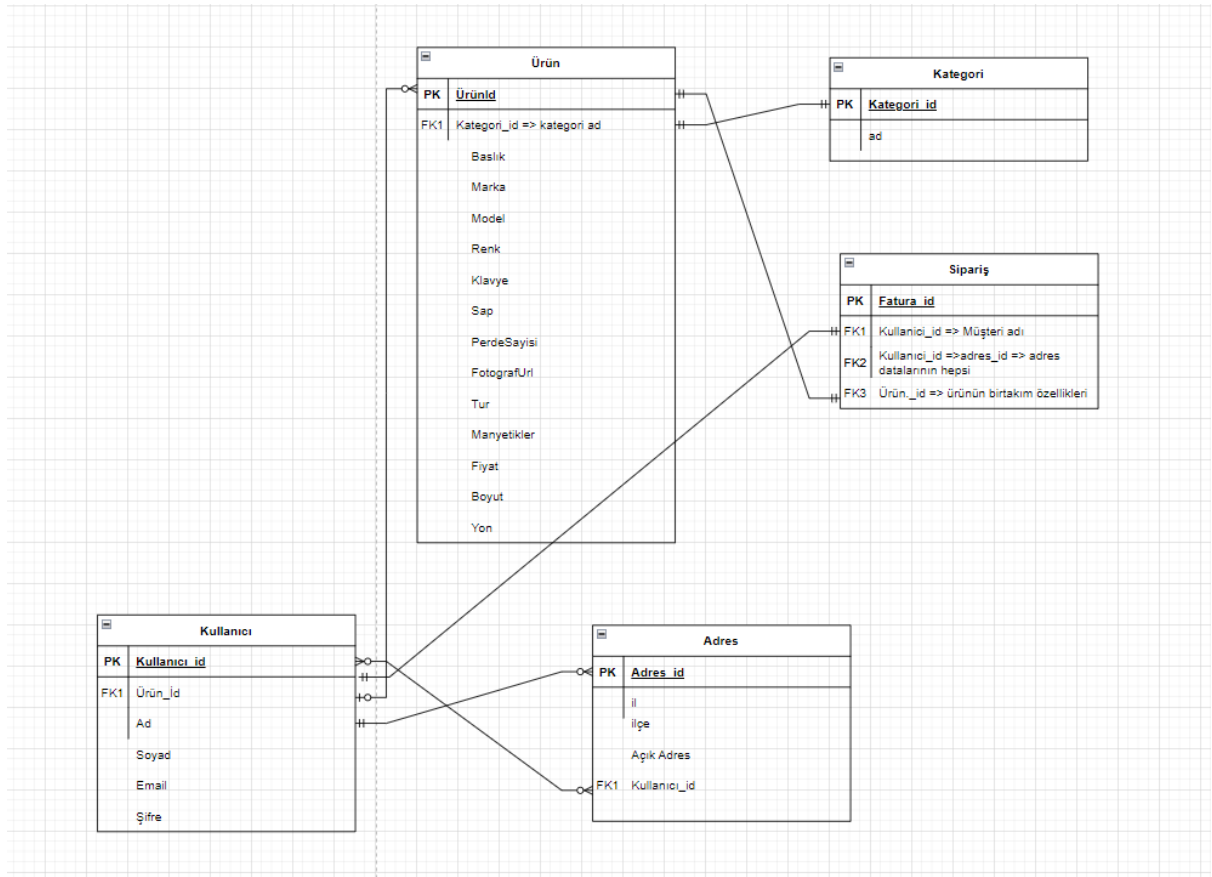 Ürün
PK ÜrünId
FK1 Kategori_id => kategori ad
Baslık
Marka
Model
Renk
Klavye
Sap
PerdeSayisi
FotografUrl
Tur
Manyetikler
Fiyat
Boyut
Yon
Kategori
PK Kategori_id
ad
Sipariş
PK Fatura_id
FK1 Kullanici_id => Müşteri adı
FK2 Kullanıcı_id =>adres_id => adres
datalarının hepsi
FK3 Ürün._id => ürünün birtakım özellikleri
Kullanıcı
PK Kullanıcı_id
FK1 Ürün_İd
Ad
Soyad
Email
Şifre
Adres
PK Adres_id
il
ilçe
Açık Adres
FK1 Kullanıcı_id